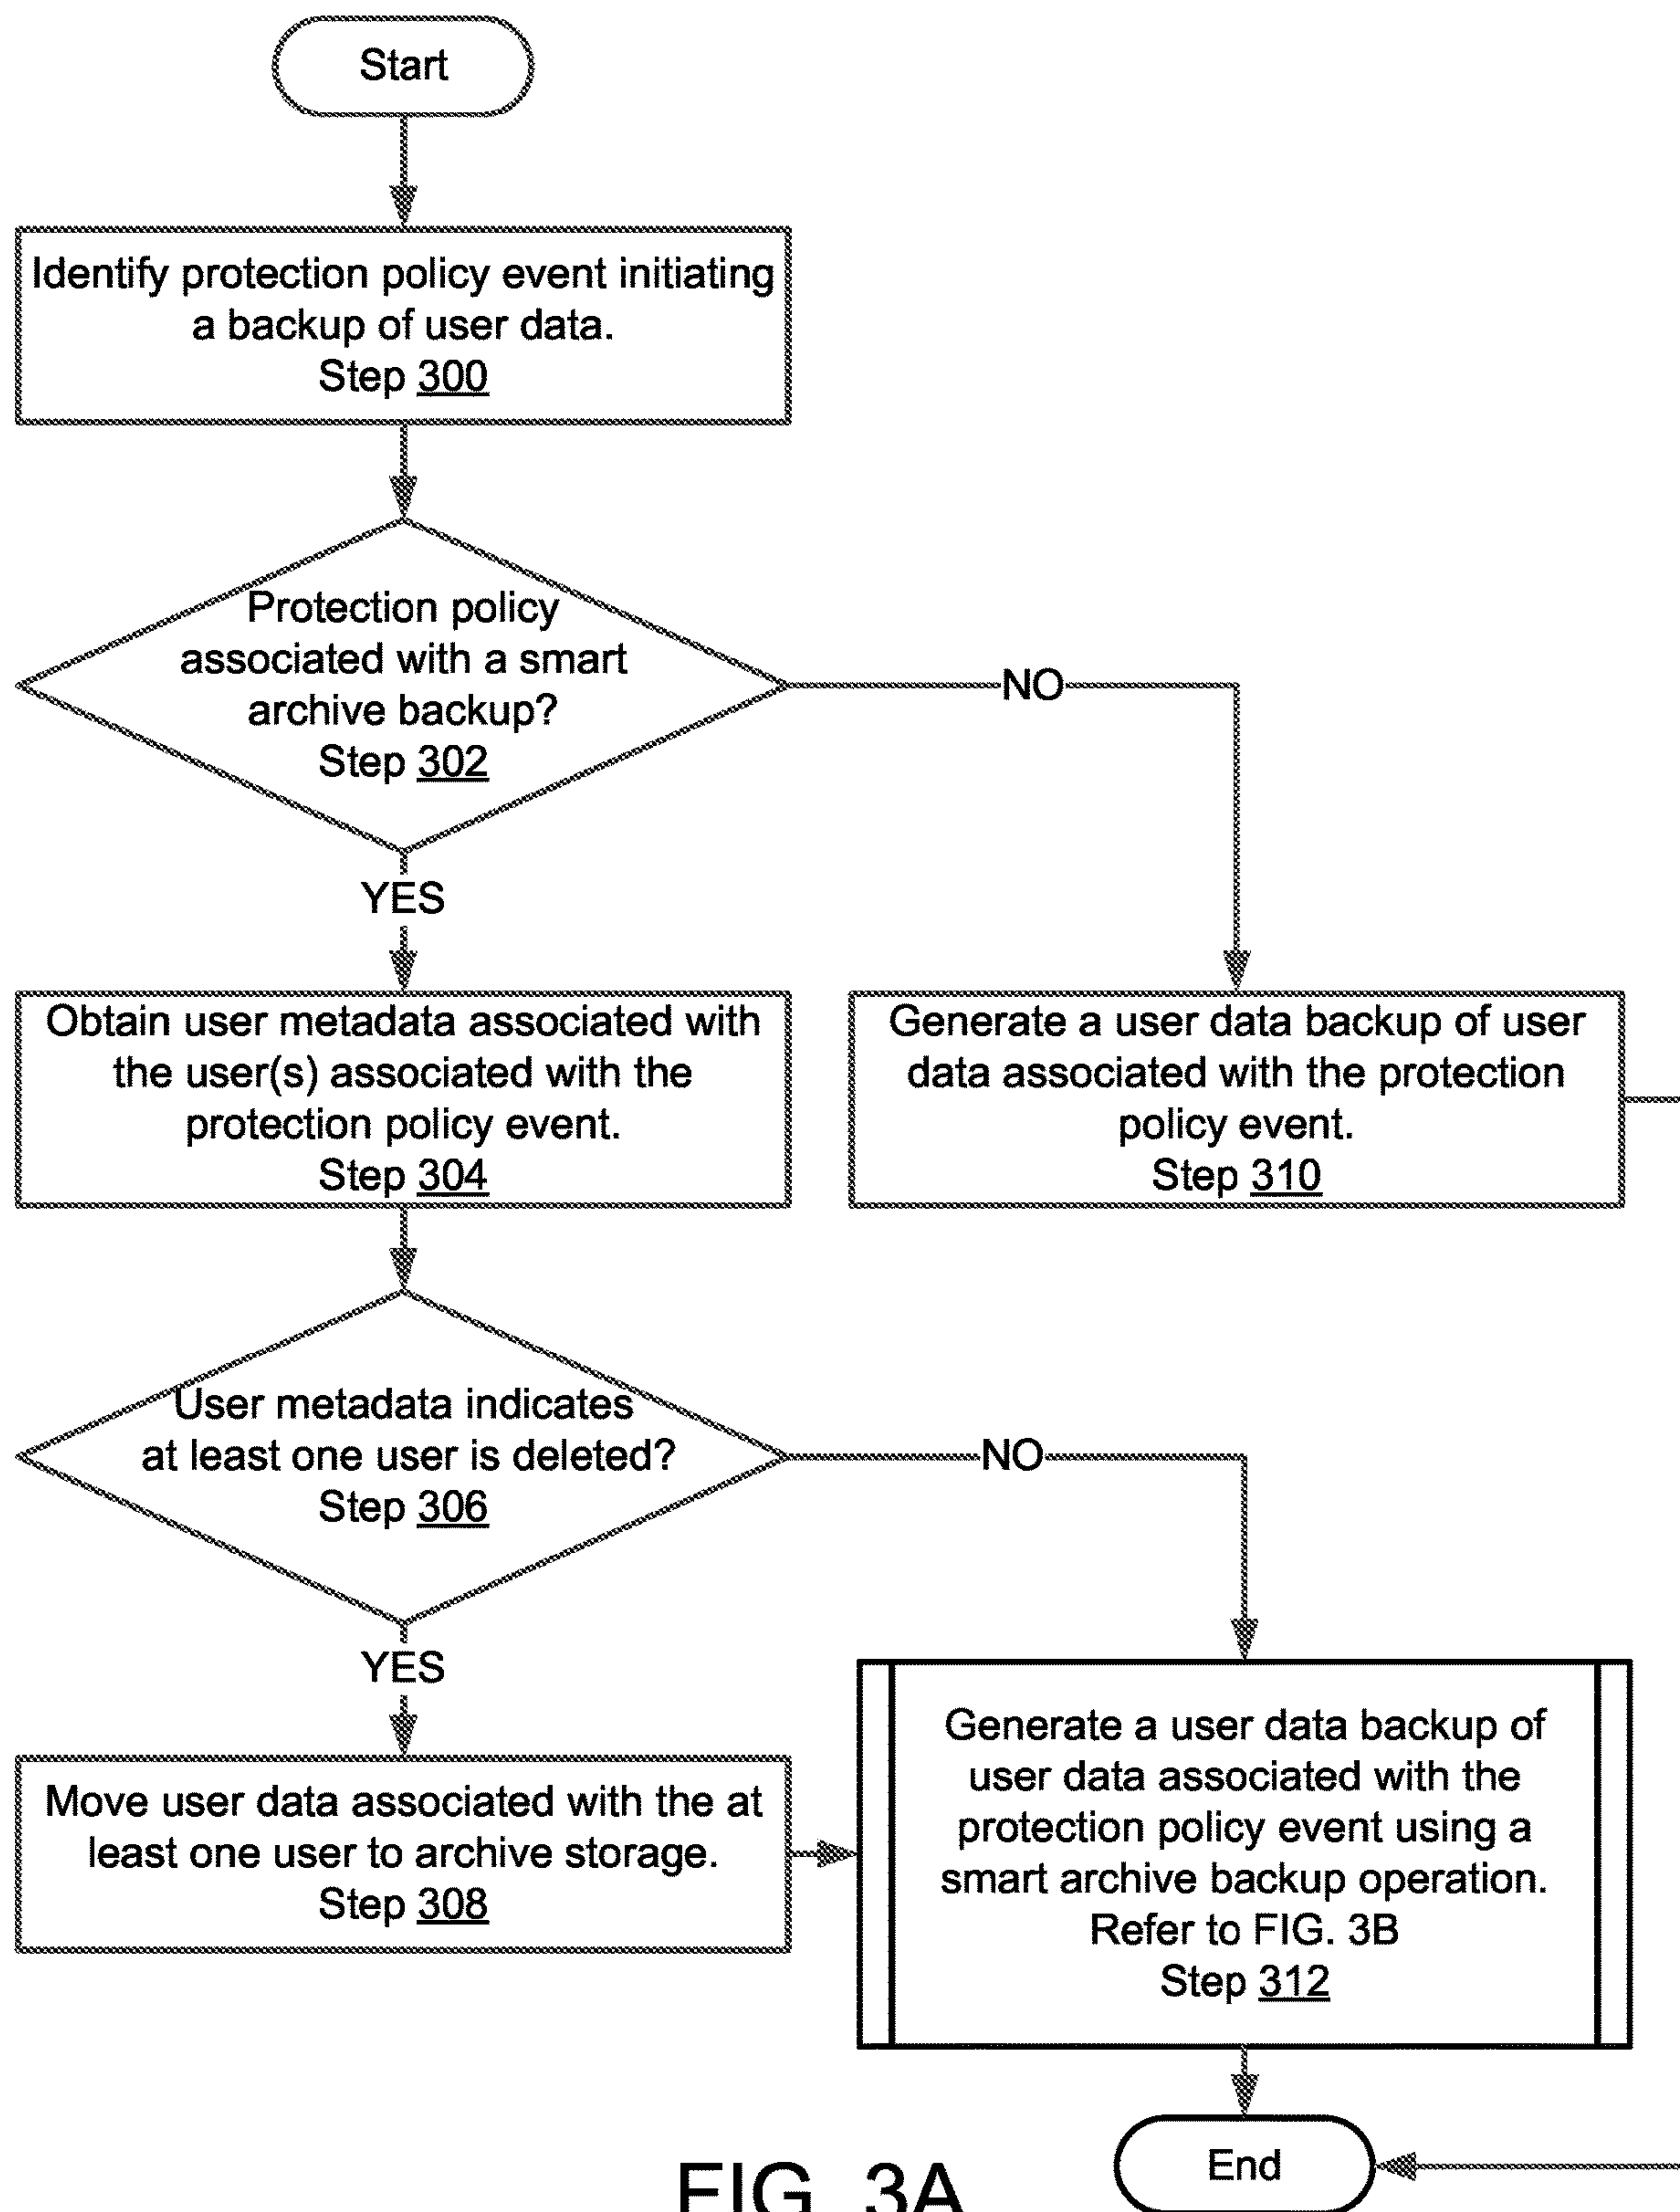 Start
Identify protection policy event initiating
a backup of user data.
Step 300
Protection policy
associated with a smart
archive backup?
Step 302
NO
YES
Obtain user metadata associated with
the user(s) associated with the
protection policy event.
Step 304
Generate a user data backup of user
data associated with the protection
policy event.
Step 310
User metadata indicates
at least one user is deleted?
Step 306
NO
YES
Move user data associated with the at
least one user to archive storage.
Step 308
Generate a user data backup of
user data associated with the
protection policy event using a
smart archive backup operation.
Refer to FIG. 3B
Step 312
End
FIG. 3A